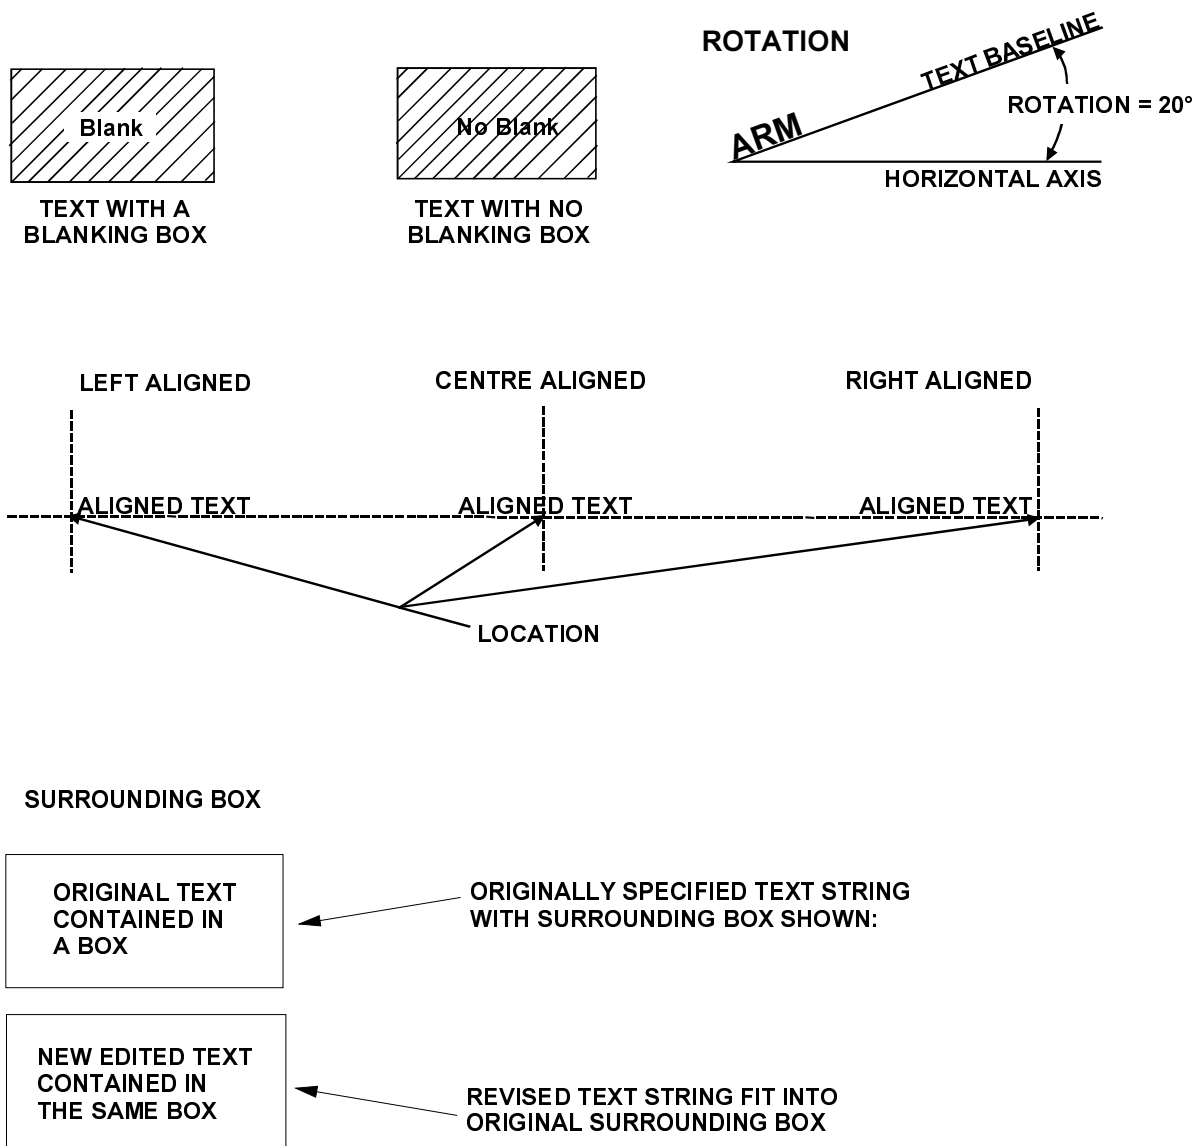 ROTATION
TEXT BASELINE
ROTATION = 20°
ARM
HORIZONTAL AXIS
Blank
No Blank
TEXT WITH A
BLANKING BOX
TEXT WITH NO
BLANKING BOX
LEFT ALIGNED
CENTRE ALIGNED
RIGHT ALIGNED
ALIGNED TEXT
ALIGNED TEXT
ALIGNED TEXT
LOCATION
SURROUNDING BOX
ORIGINAL TEXT
CONTAINED IN
A BOX
ORIGINALLY SPECIFIED TEXT STRING
WITH SURROUNDING BOX SHOWN:
NEW EDITED TEXT
CONTAINED IN
THE SAME BOX
REVISED TEXT STRING FIT INTO
ORIGINAL SURROUNDING BOX